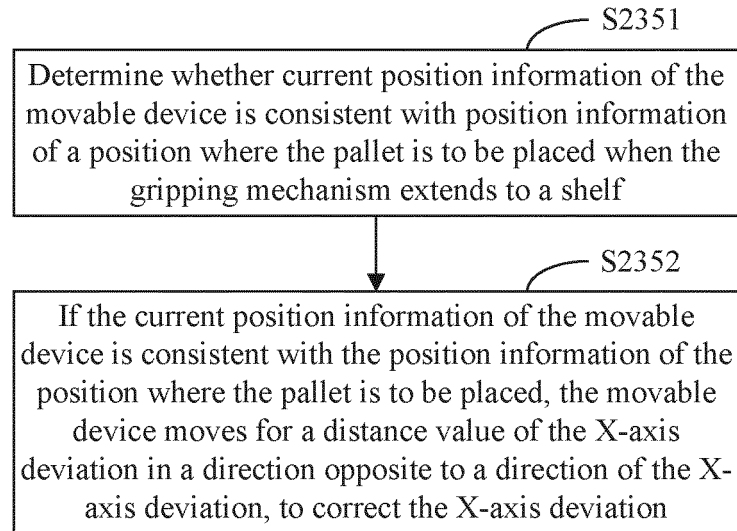 S2351
Determine whether current position information of the
movable device is consistent with position information
of a position where the pallet is to be placed when the
gripping mechanism extends to a shelf
S2352
If the current position information of the movable
device is consistent with the position information of the
position where the pallet is to be placed, the movable
device moves for a distance value of the X-axis
deviation in a direction opposite to a direction of the X-
axis deviation, to correct the X-axis deviation